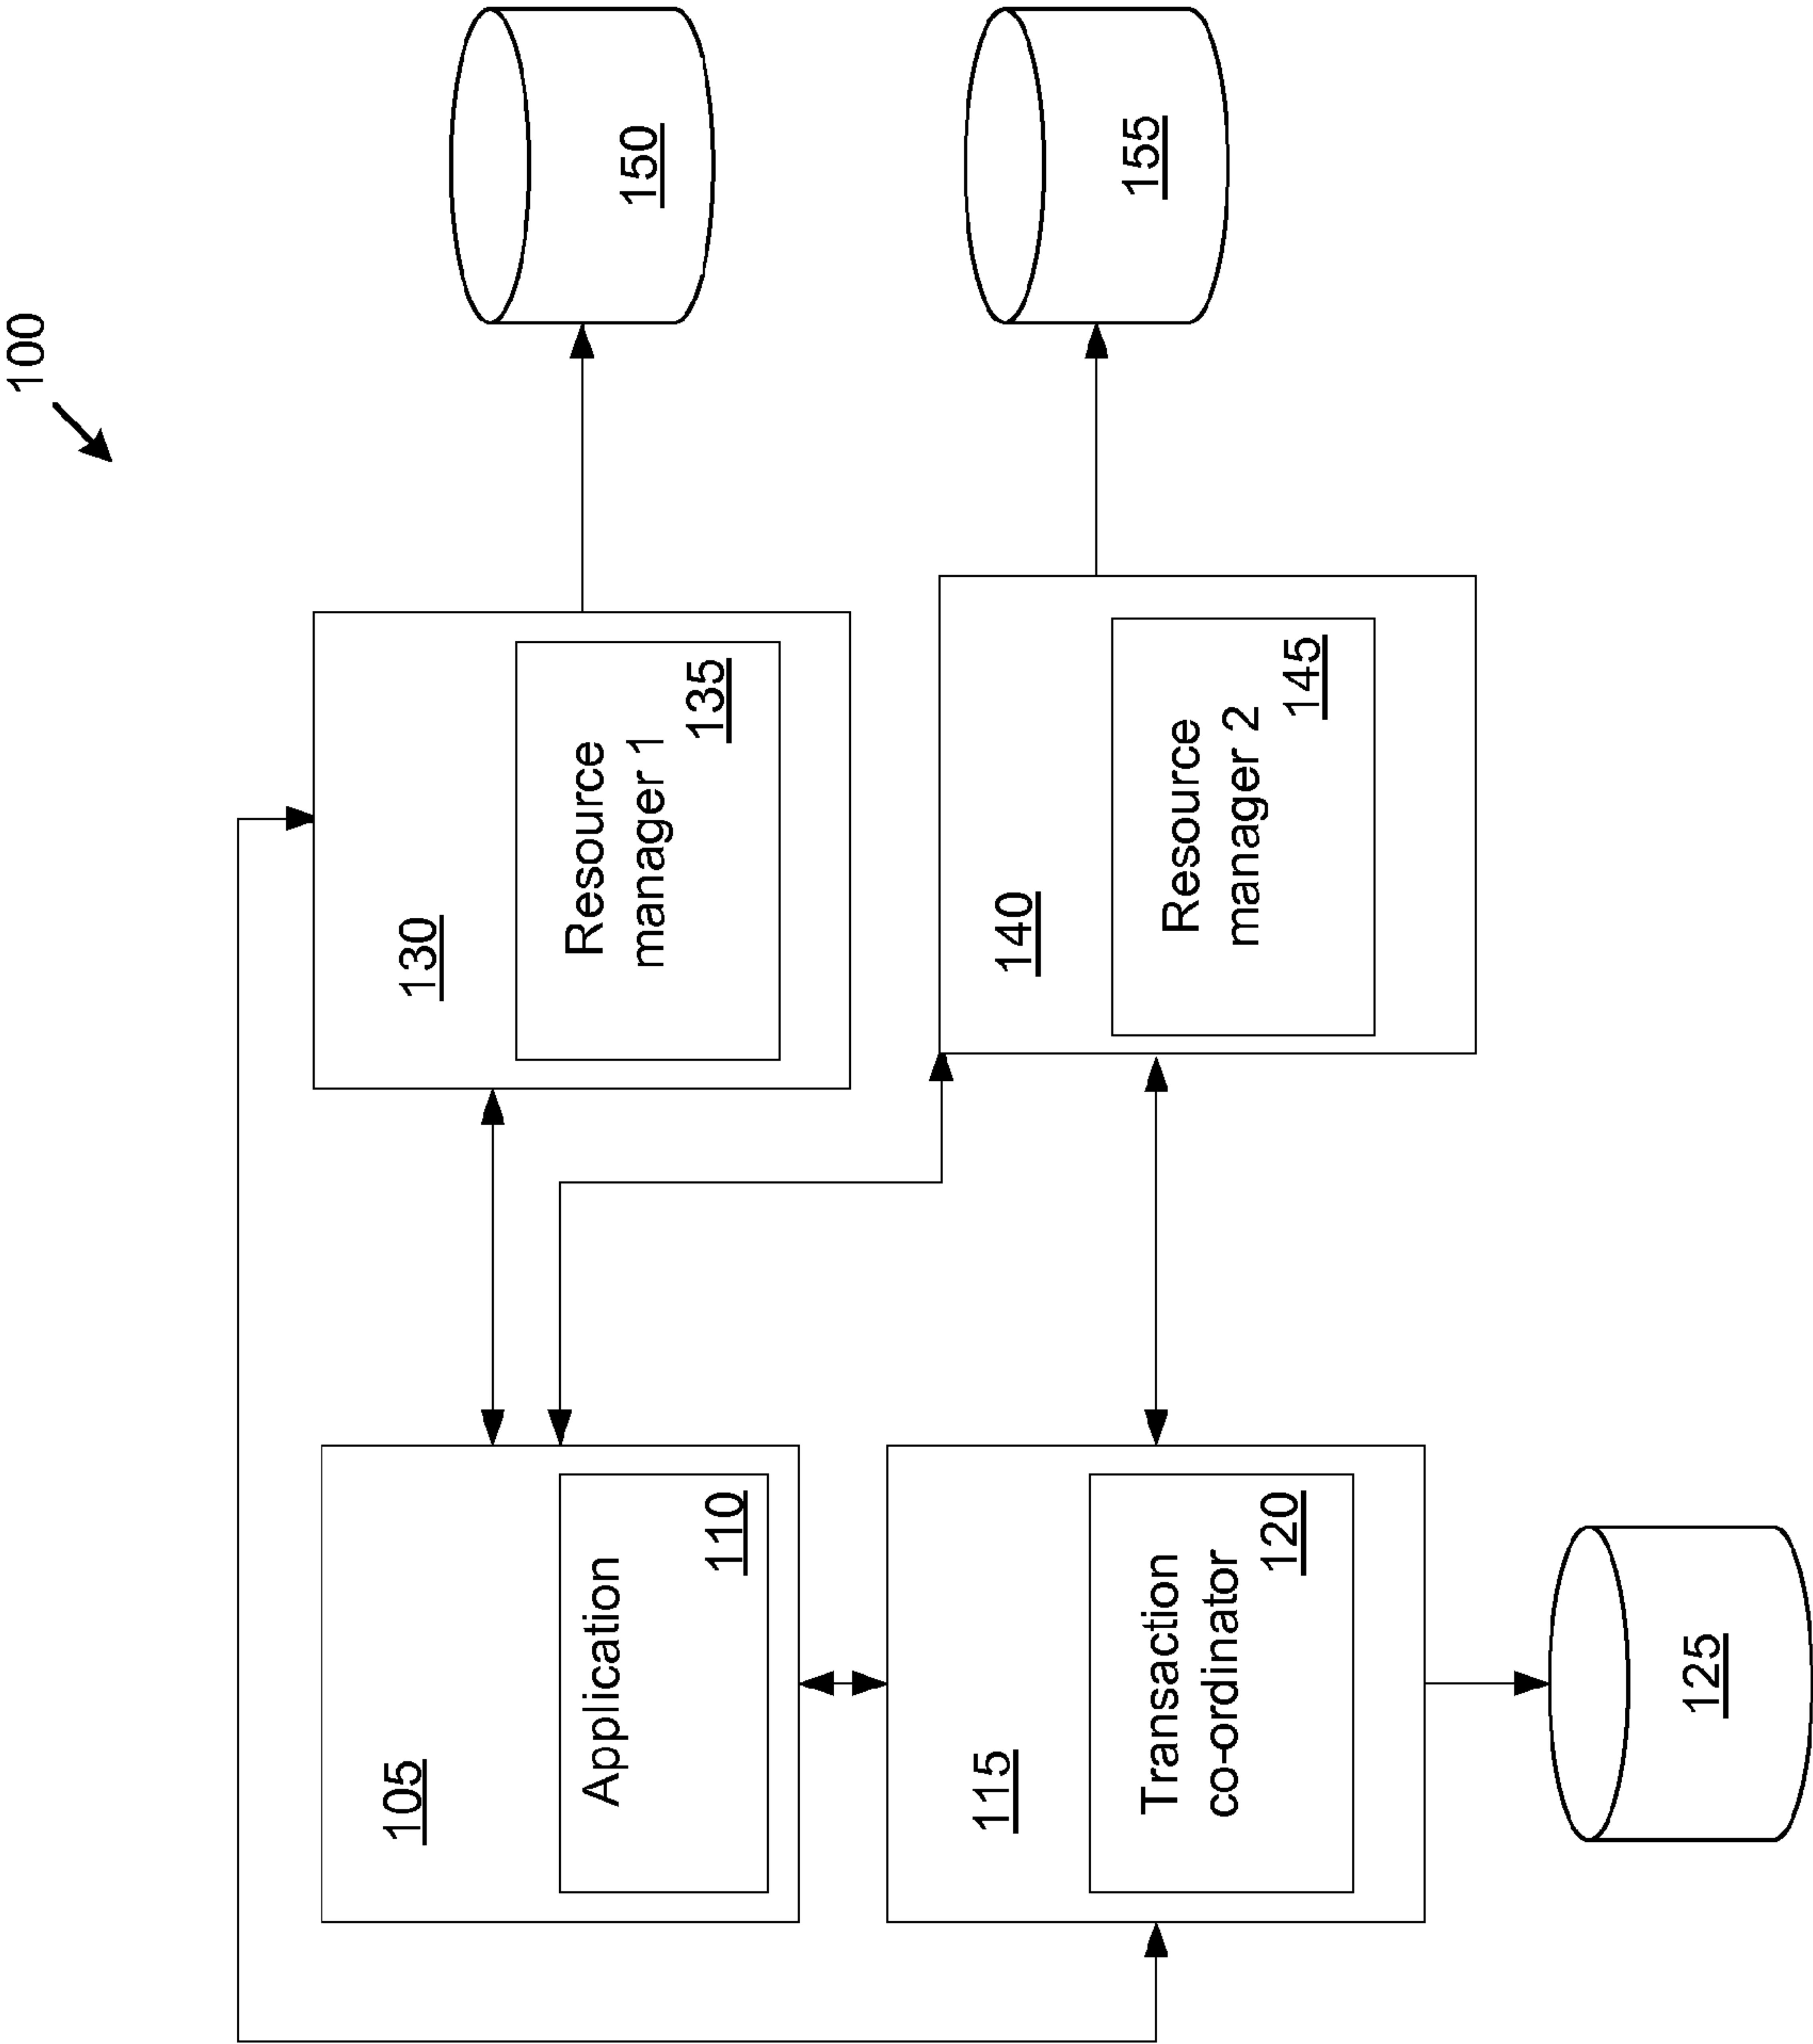 100
105
Application
110
130
Resource
manager 1
135
150
115
Transaction
co-ordinator
120
140
Resource
manager 2
145
155
125